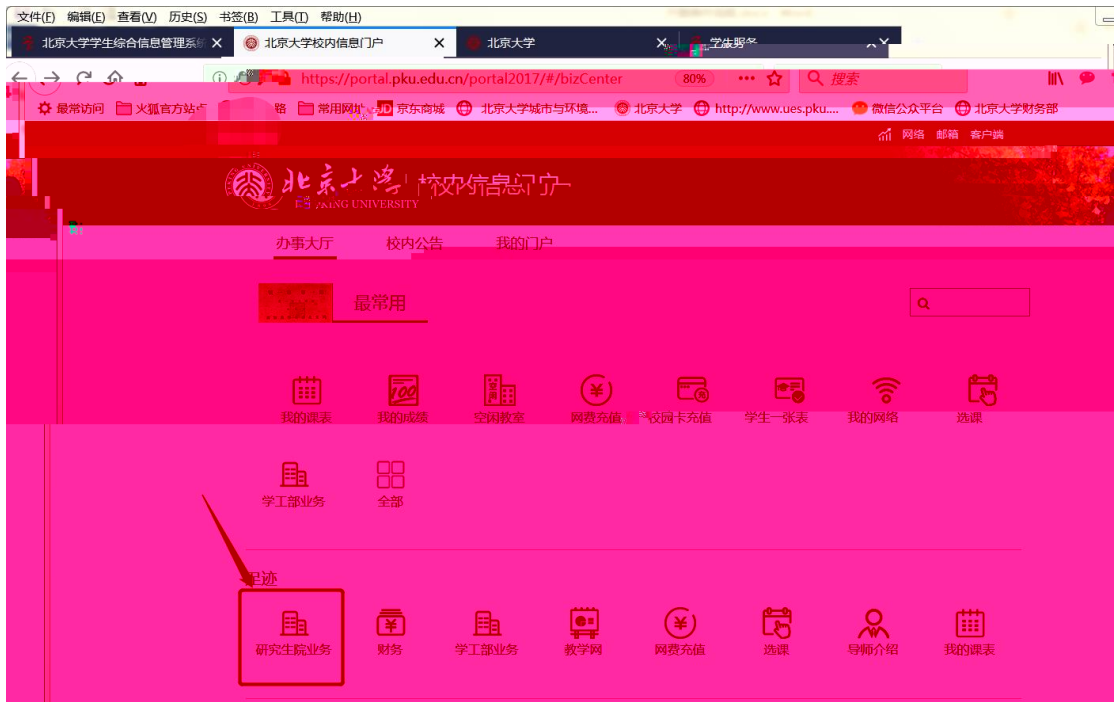 文件(F) 编辑(E) 查看(V) 历史(S) 书签(B) 工具(T) 帮助(H)
北京大学学生综合信息管理系统 × 北京大学校内信息门户 × 北京大学 ×
https://portal.pku.edu.cn/portal2017/#/bizCenter 80% 搜索
最常访问 火狐官方站点 常用网址 JD 京东商城 北京大学城市与环境... 北京大学 http://www.ues.pku.... 微信公众平台 北京大学财务部
网络 邮箱 客户端
北京大学 校内信息门户
UNIVERSITY
办事大厅 校内公告 我的门户
最常用
我的课表 我的成绩 空闲教室 网费充值 校园卡充值 学生一张表 我的网络 选课
学工部业务 全部
足迹
研究生院业务 财务 学工部业务 教学网 网费充值 选课 导师介绍 我的课表